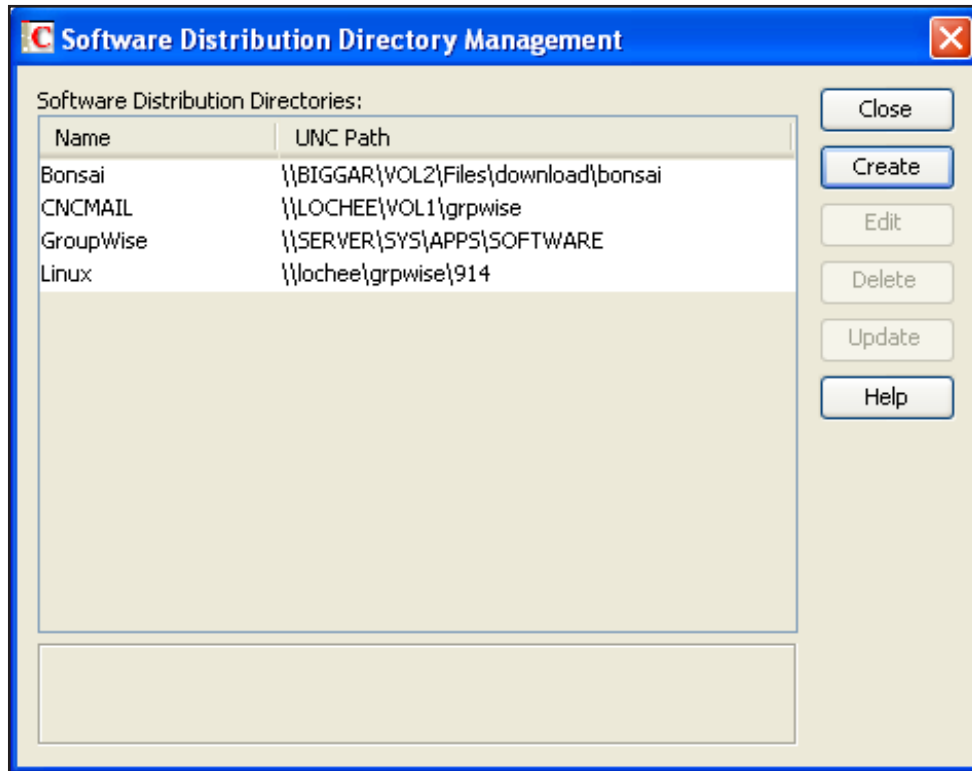 C Software Distribution Directory Management
Software Distribution Directories:
Name UNC Path
Bonsai \\BIGGAR\VOL2\Files\download\bonsai
CNCMAIL \\LOCHEE\VOL1\grpwise
GroupWise \\SERVER\SYS\APPS\SOFTWARE
Linux \\lochee\grpwise\914
Close
Create
Edit
Delete
Update
Help